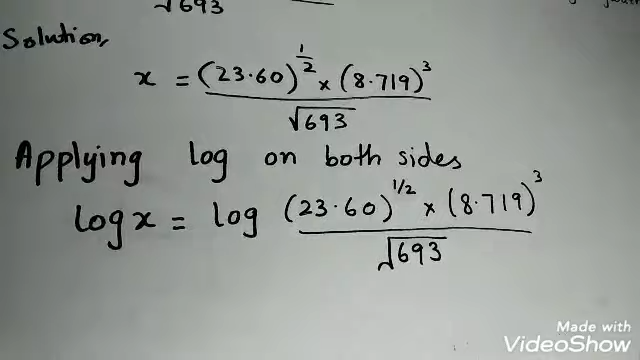 √693
Solution,
x = (23.60)^1/2 × (8.719)^3
√693
Applying log on both sides
log x = log (23.60)^1/2 × (8.719)^3
√693
Made with
VideoShow